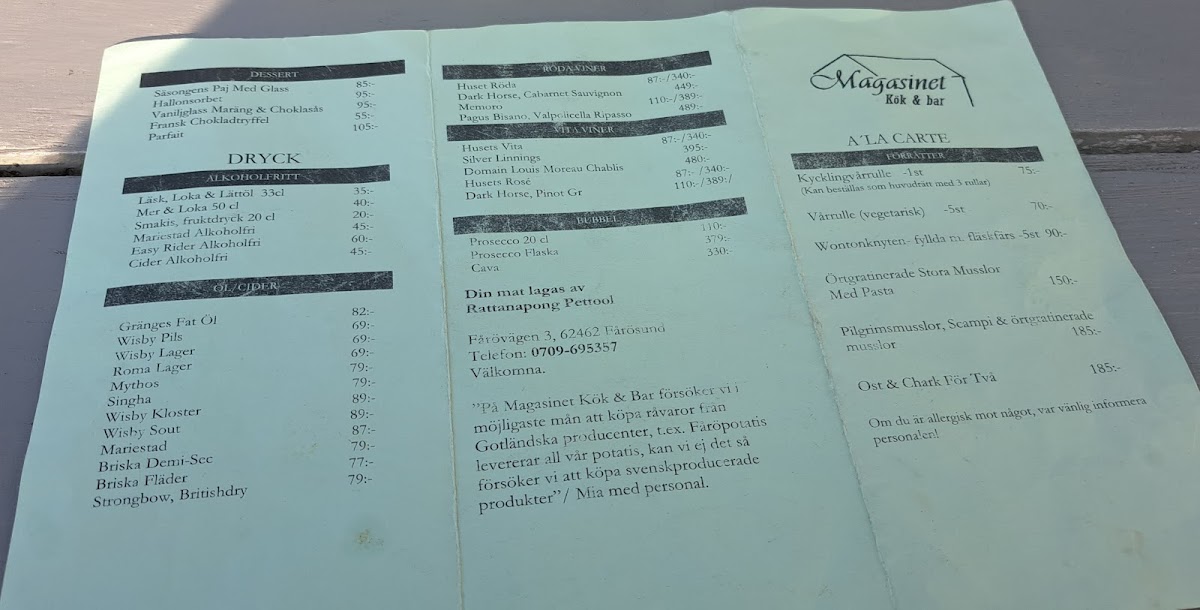 DESSERT
Säsongens Paj Med Glass 85:-
Hallonsorbet 95:-
Vaniljglass Maräng & Choklasås 95:-
Fransk Chokladtryffel 55:-
Parfait 105:-
DRYCK
ALKOHOLFRITT
Läsk, Loka & Lättöl 33cl 35:-
Mer & Loka 50 cl 40:-
Smakis, fruktdryck 20 cl 20:-
Mariestad Alkoholfri 45:-
Easy Rider Alkoholfri 60:-
Cider Alkoholfri 45:-
ÖL/CIDER
Gränges Fat Öl 82:-
Wisby Pils 69:-
Wisby Lager 69:-
Roma Lager 69:-
Mythos 79:-
Singha 79:-
Wisby Kloster 89:-
Wisby Sout 89:-
Mariestad 87:-
Briska Demi-Sec 79:-
Briska Fläder 77:-
Strongbow, Britishdry 79:-
RÖDA VINER
Huset Röda 87:-/340:-
Dark Horse, Cabarnet Sauvignon 449:-
Memoro 110:-/389:-
Pagus Bisano, Valpolicella Ripasso 489:-
VITA VINER
Husets Vita 87:-/340:-
Silver Linnings 395:-
Domain Louis Moreau Chablis 480:-
Husets Rosé 87:- /340:-
Dark Horse, Pinot Gr 110:-/389:/
BUBBEL
Prosecco 20 cl 110:-
Prosecco Flaska 379:-
Cava 330:-
Din mat lagas av
Rattanapong Petrool
Fårövägen 3, 62462 Fårösund
Telefon: 0709-695357
Välkomna.
”På Magasinet Kök & Bar försöker vi i
möjligaste mån att köpa råvaror från
Gotländska producenter, t.ex. Fåröpotatis
levererar all vår potatis, kan vi ej det så
försöker vi att köpa svenskproducerade
produkter”/ Mia med personal.
Magasinet
Kök & bar
A´LA CARTE
FÖRRÄTTER
Kycklingvårrulle -1st 75:-
(Kan beställas som huvudrätt med 3 rullar)
Vårrulle (vegetarisk) -5st 70:-
Wontonknyten- fyllda m. fläskfärs -5st 90:-
Örtgratinerade Stora Musslor
Med Pasta 150:-
Pilgrimsmusslor, Scampi & örtgratinerade
musslor 185:-
Ost & Chark För Två 185:-
Om du är allergisk mot något, var vänlig informera
personalen!